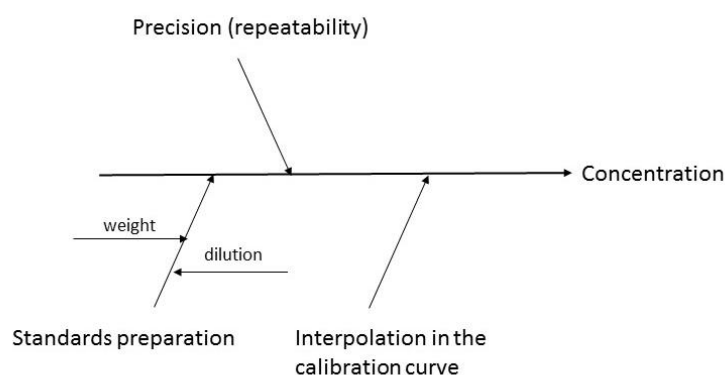 Precision (repeatability)
Concentration
weight
dilution
Standards preparation
Interpolation in the
calibration curve